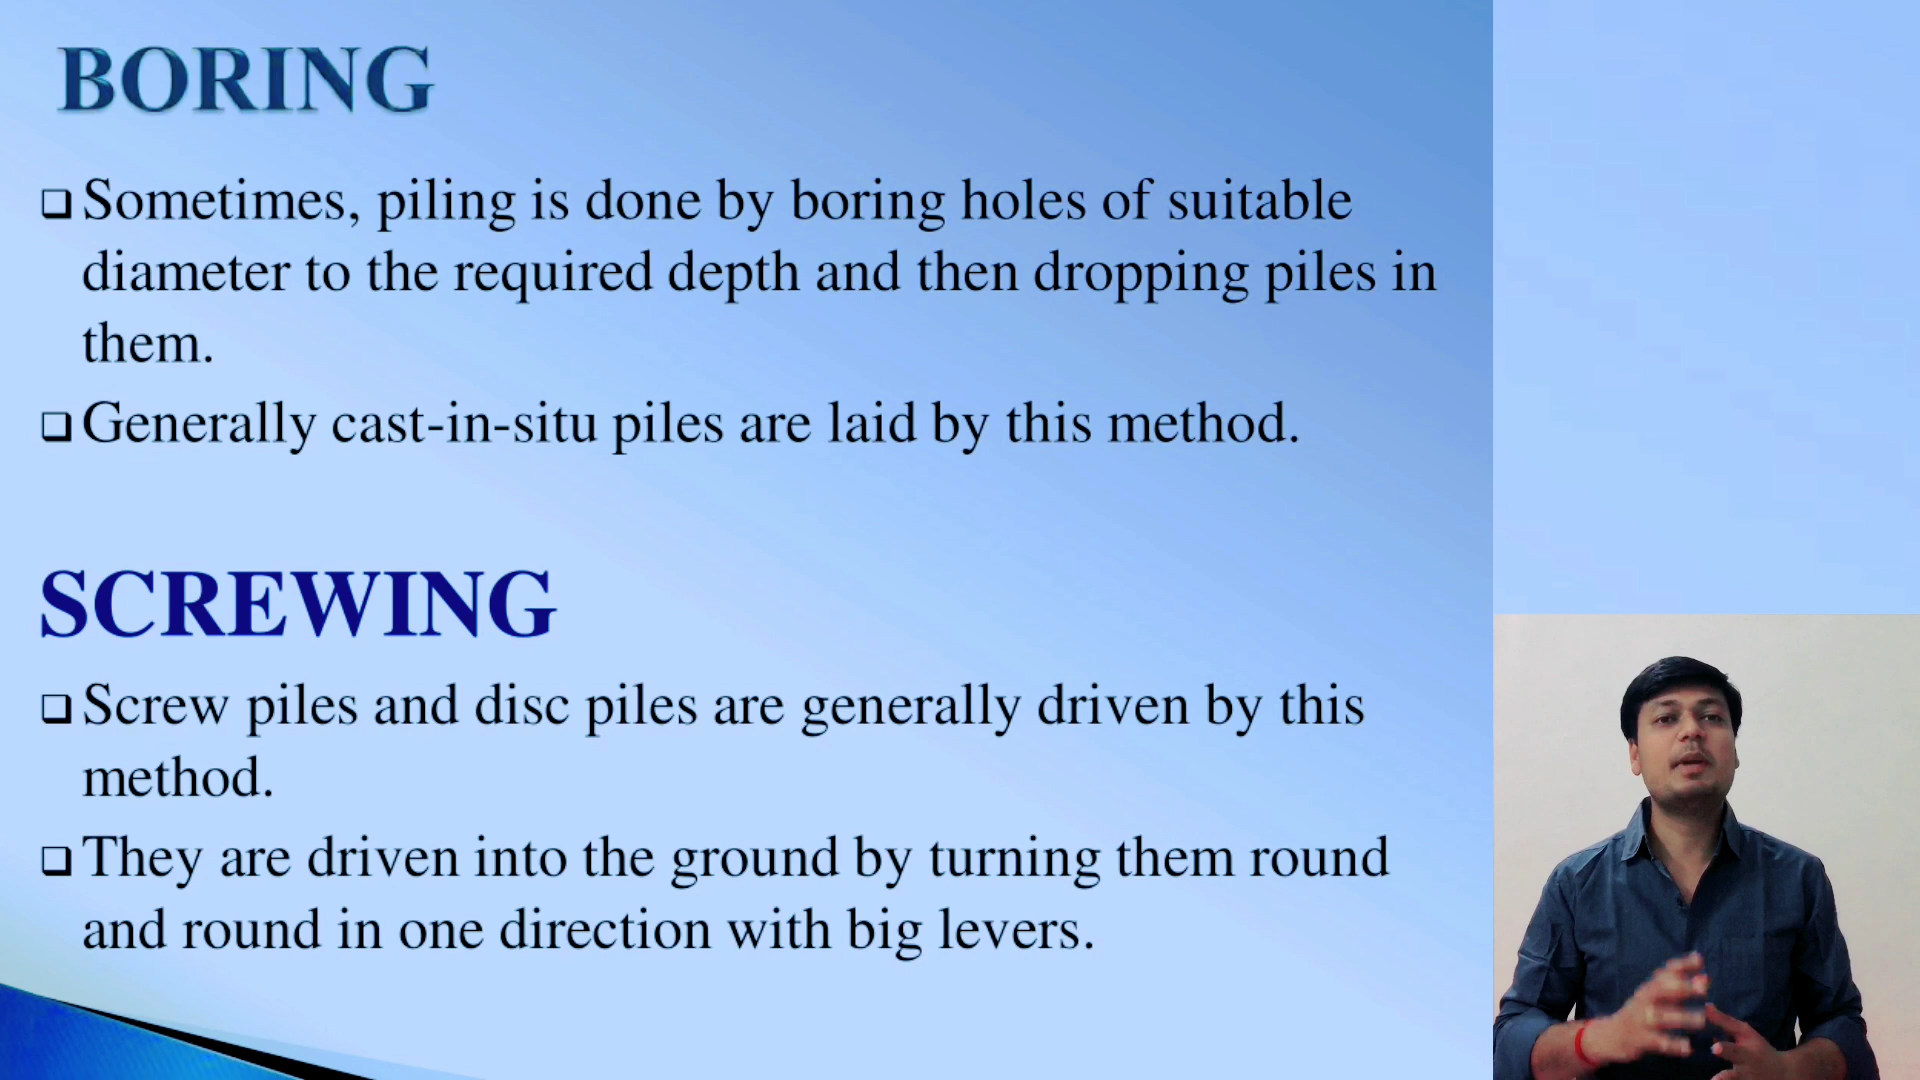 BORING
❑ Sometimes, piling is done by boring holes of suitable
diameter to the required depth and then dropping piles in
them.
❑ Generally cast-in-situ piles are laid by this method.
SCREWING
❑ Screw piles and disc piles are generally driven by this
method.
❑ They are driven into the ground by turning them round
and round in one direction with big levers.